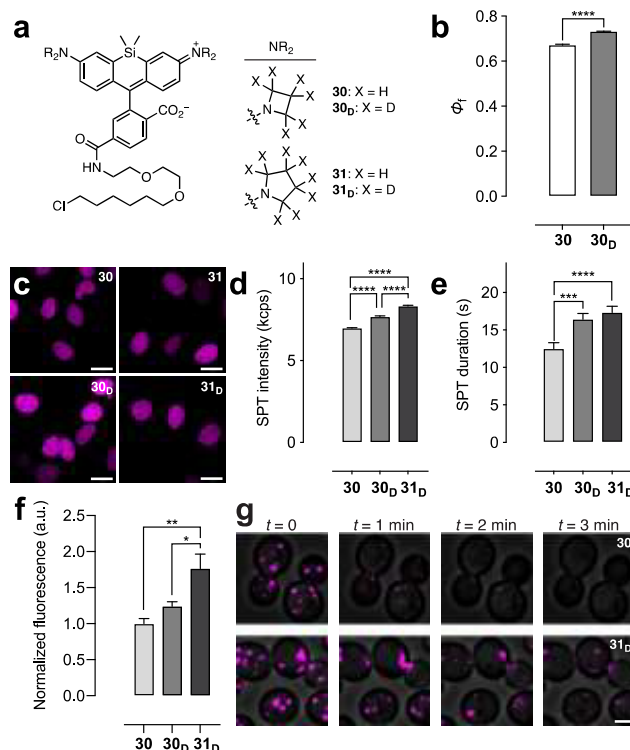 a
R₂N
Si
N⁺R₂
CO₂⁻
O
HN
O
Cl
O
NR₂
X X X X X X N
30: X = H
30D: X = D
X X X X X X X X N
31: X = H
31D: X = D
b
****
Φf
0.8
0.6
0.4
0.2
0.0
30 30D
c
30
31
30D
31D
d
SPT intensity (kcps)
10
5
0
****
**** ****
30 30D 31D
e
SPT duration (s)
20
15
10
5
0
****
***
30 30D 31D
f
Normalized fluorescence (a.u.)
2.5
2.0
1.5
1.0
0.5
0.0
**
*
30 30D 31D
g
t = 0 t = 1 min t = 2 min t = 3 min
30
31D